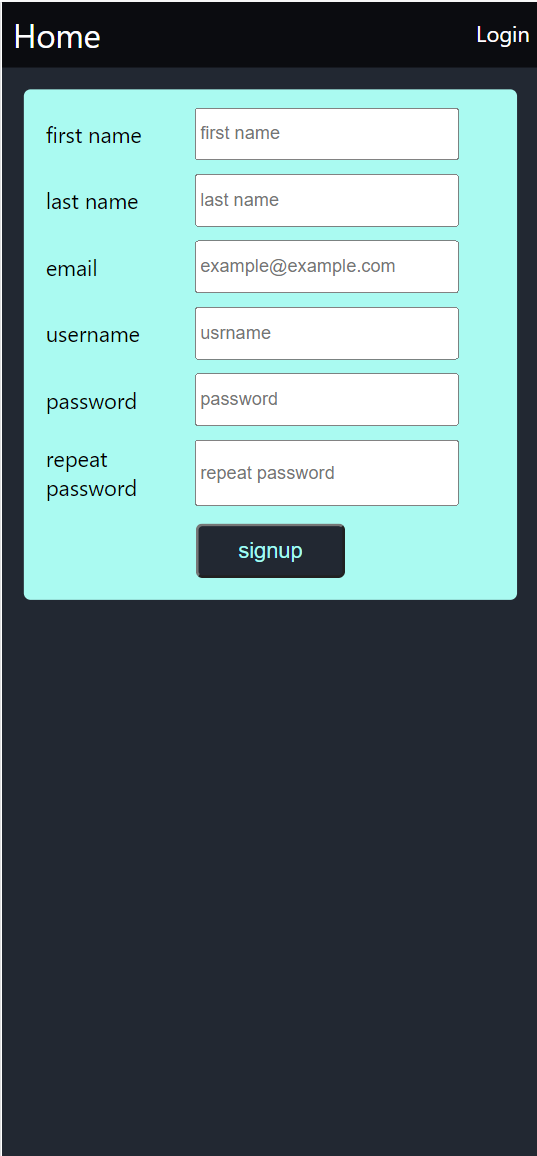 Home Login
first name first name
last name last name
email example@example.com
username usrname
password password
repeat
password repeat password
signup